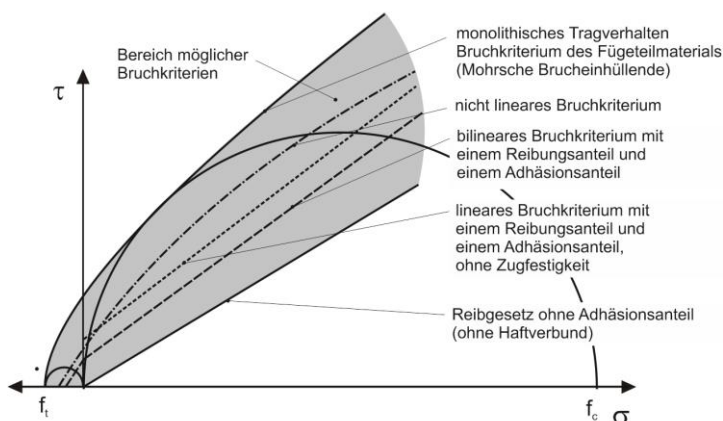 Bereich möglicher
Bruchkriterien
τ
monolithisches Tragverhalten
Bruchkriterium des Fügeteilmaterials
(Mohrsche Brucheinhüllende)
nicht lineares Bruchkriterium
bilineares Bruchkriterium mit
einem Reibungsanteil und
einem Adhäsionsanteil
lineares Bruchkriterium mit
einem Reibungsanteil und
einem Adhäsionsanteil,
ohne Zugfestigkeit
Reibgesetz ohne Adhäsionsanteil
(ohne Haftverbund)
fₜ
f꜀ σ